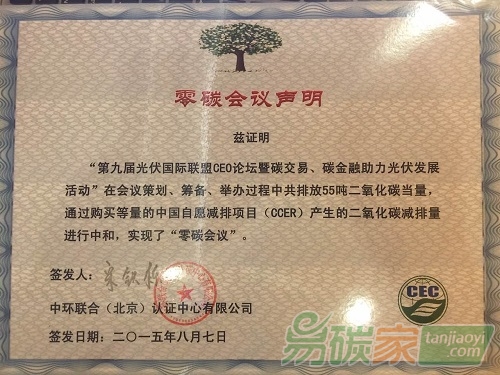 零碳会议声明
兹证明
“第九届光伏国际联盟CEO论坛暨碳交易、碳金融助力光伏发展
活动”在会议策划、筹备、举办过程中共排放55吨二氧化碳当量，
通过购买等量的中国自愿减排项目（CCER）产生的二氧化碳减排量
进行中和，实现了“零碳会议”。
签发人：
中环联合（北京）认证中心有限公司
签发日期：二〇一五年八月七日
CEC
易碳家
tanjiaoyi.com